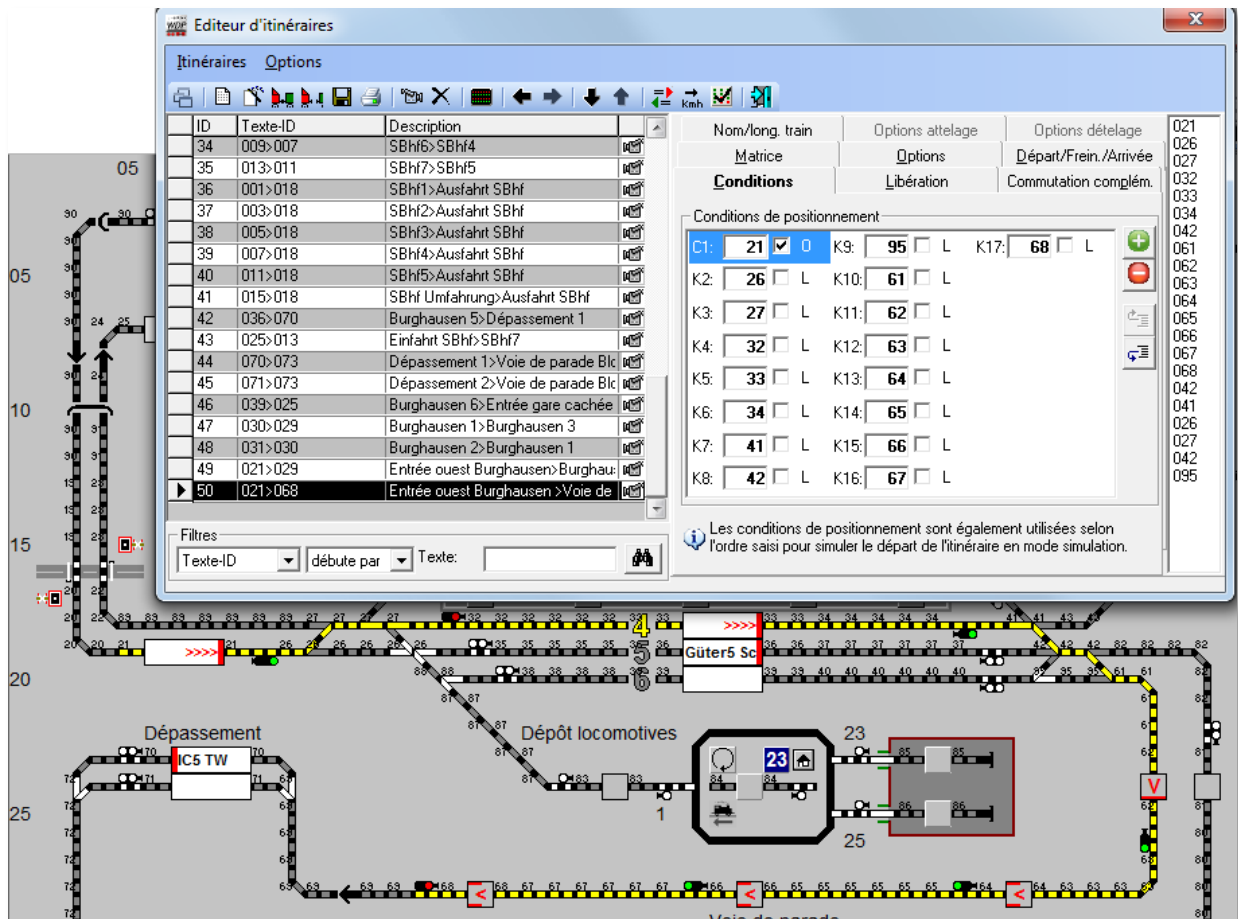 Editeur d'itinéraires
Itinéraires Options
ID Texte-ID Description
34 009>007 SBhf6>SBhf4
35 013>011 SBhf7>SBhf5
36 001>018 SBhf1>Ausfahrt SBhf
37 003>018 SBhf2>Ausfahrt SBhf
38 005>018 SBhf3>Ausfahrt SBhf
39 007>018 SBhf4>Ausfahrt SBhf
40 011>018 SBhf5>Ausfahrt SBhf
41 015>018 SBhf Umfahrung>Ausfahrt SBhf
42 036>070 Burghausen 5>Dépassement 1
43 025>013 Einfahrt SBhf>SBhf7
44 070>073 Dépassement 1>Voie de parade Blc
45 071>073 Dépassement 2>Voie de parade Blc
46 039>025 Burghausen 6>Entrée gare cachée
47 030>029 Burghausen 1>Burghausen 3
48 031>030 Burghausen 2>Burghausen 1
49 021>029 Entrée ouest Burghausen>Burghau:
50 021>068 Entrée ouest Burghausen >Voie de
Filtres
Texte-ID débute par Texte:
Nom/long. train Options attelage Options dételage
Matrice Options Départ/Frein./Arrivée
Conditions Libération Commutation complém.
Conditions de positionnement
C1: 21 O K9: 95 L K17: 68 L
K2: 26 L K10: 61 L
K3: 27 L K11: 62 L
K4: 32 L K12: 63 L
K5: 33 L K13: 64 L
K6: 34 L K14: 65 L
K7: 41 L K15: 66 L
K8: 42 L K16: 67 L
Les conditions de positionnement sont également utilisées selon
l'ordre saisi pour simuler le départ de l'itinéraire en mode simulation.
021
026
027
032
033
034
042
061
062
063
064
065
066
067
068
042
041
026
027
042
095
05
05
10
15
20
25
4
>>>>
>>>>
5
Güter5 Sc
6
Dépassement
IC5 TW
Dépôt locomotives
23
23
1
25
V
<
<
<
Voie de parade